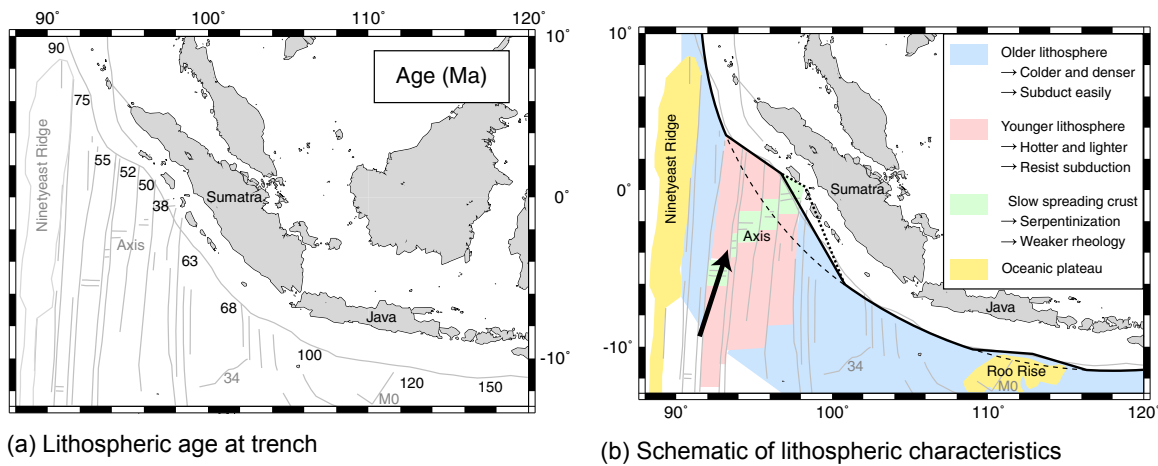 90˚ 100˚ 110˚ 120˚
10˚
0˚
-10˚
Age (Ma)
90
75
55
52
50
38
63
68
100
120
150
Ninetyeast Ridge
Axis
Sumatra
Java
34
M0
(a) Lithospheric age at trench
10˚
0˚
-10˚
90˚ 100˚ 110˚ 120˚
Older lithosphere
→ Colder and denser
→ Subduct easily
Younger lithosphere
→ Hotter and lighter
→ Resist subduction
Slow spreading crust
→ Serpentinization
→ Weaker rheology
Oceanic plateau
Ninetyeast Ridge
Sumatra
Axis
Java
Roo Rise
34
M0
(b) Schematic of lithospheric characteristics